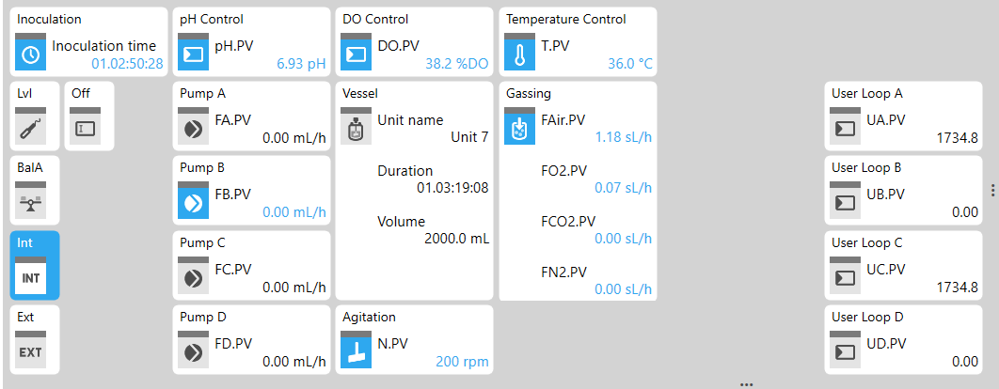 Inoculation
Inoculation time
01.02:50:28
pH Control
pH.PV
6.93 pH
DO Control
DO.PV
38.2 %DO
Temperature Control
T.PV
36.0 °C
Lvl
Off
Pump A
FA.PV
0.00 mL/h
Vessel
Unit name
Unit 7
Duration
01.03:19:08
Volume
2000.0 mL
Gassing
FAir.PV
1.18 sL/h
FO2.PV
0.07 sL/h
FCO2.PV
0.00 sL/h
FN2.PV
0.00 sL/h
User Loop A
UA.PV
1734.8
BalA
Pump B
FB.PV
0.00 mL/h
User Loop B
UB.PV
0.00
Int
INT
Pump C
FC.PV
0.00 mL/h
User Loop C
UC.PV
1734.8
Ext
EXT
Pump D
FD.PV
0.00 mL/h
Agitation
N.PV
200 rpm
User Loop D
UD.PV
0.00